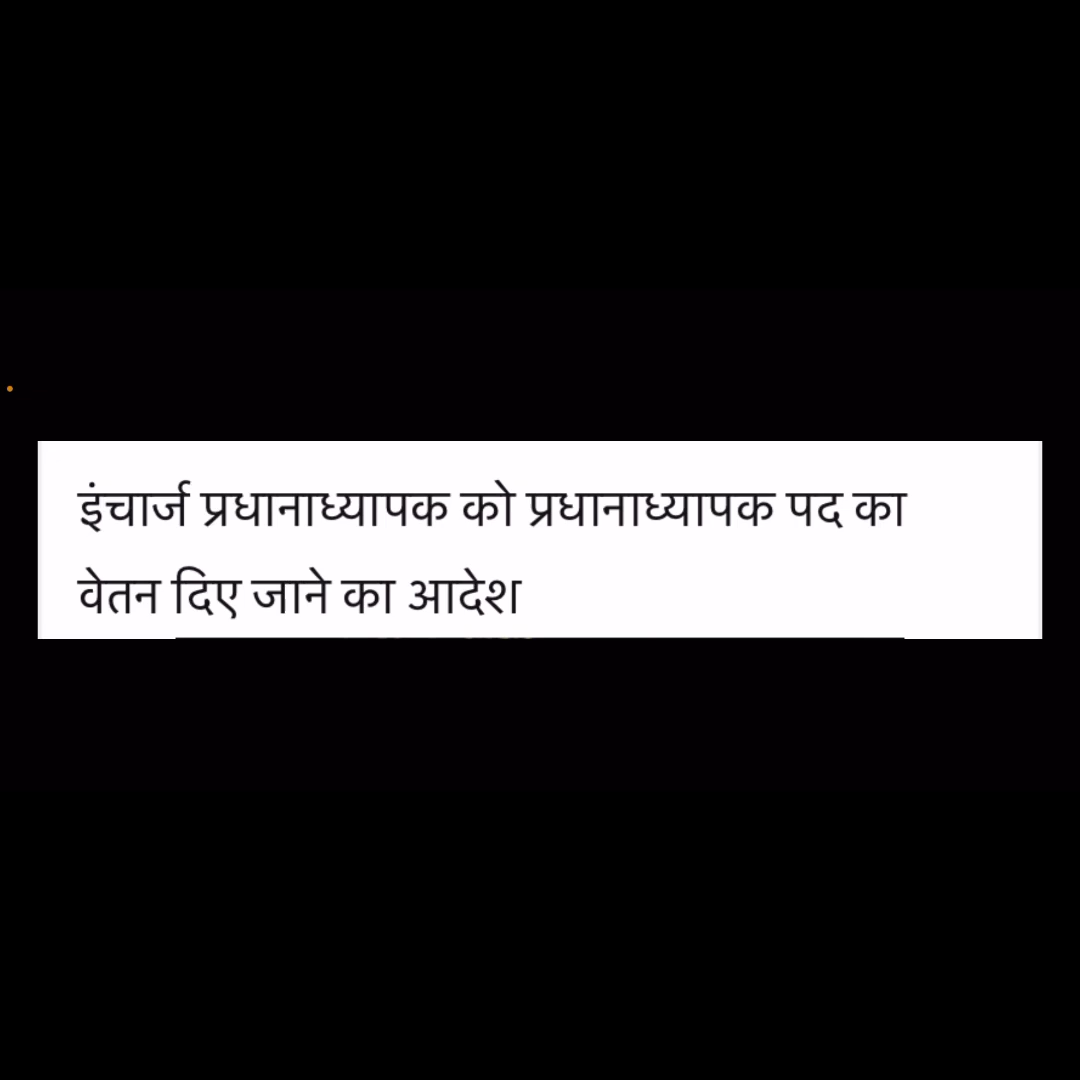 इंचार्ज प्रधानाध्यापक को प्रधानाध्यापक पद का
वेतन दिए जाने का आदेश